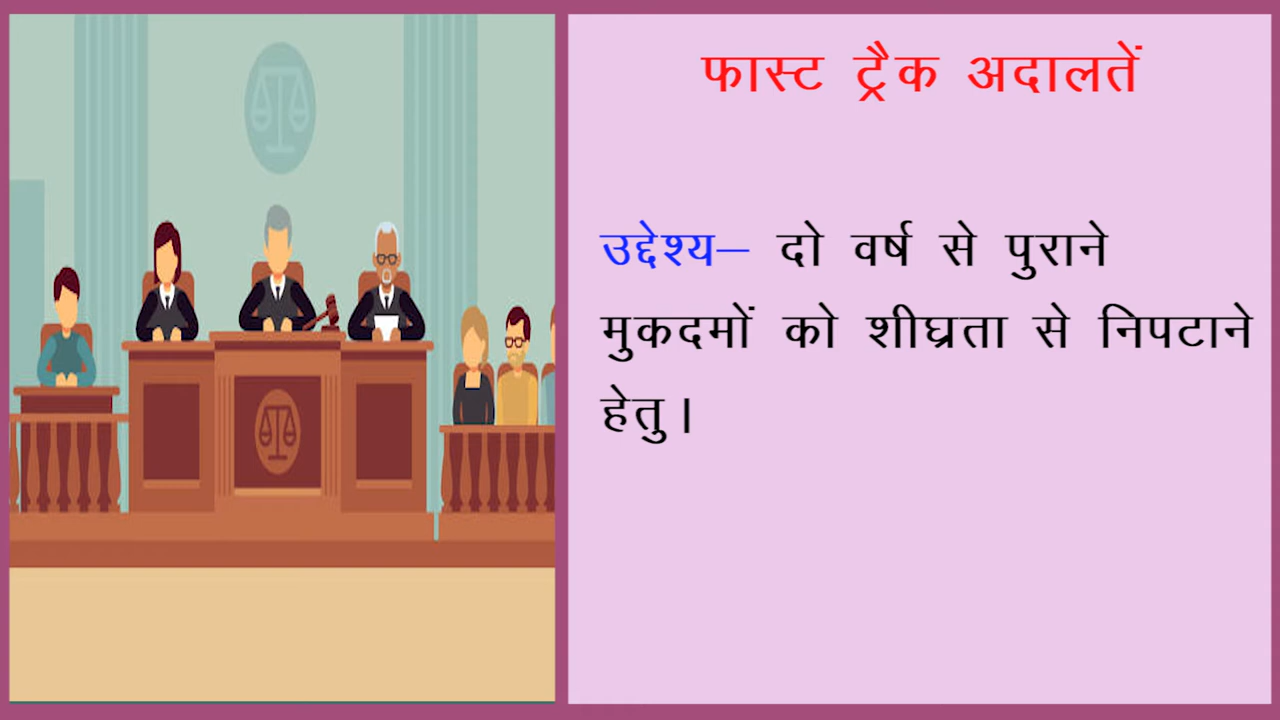 फास्ट ट्रैक अदालतें
उद्देश्य– दो वर्ष से पुराने
मुकदमों को शीघ्रता से निपटाने
हेतु।